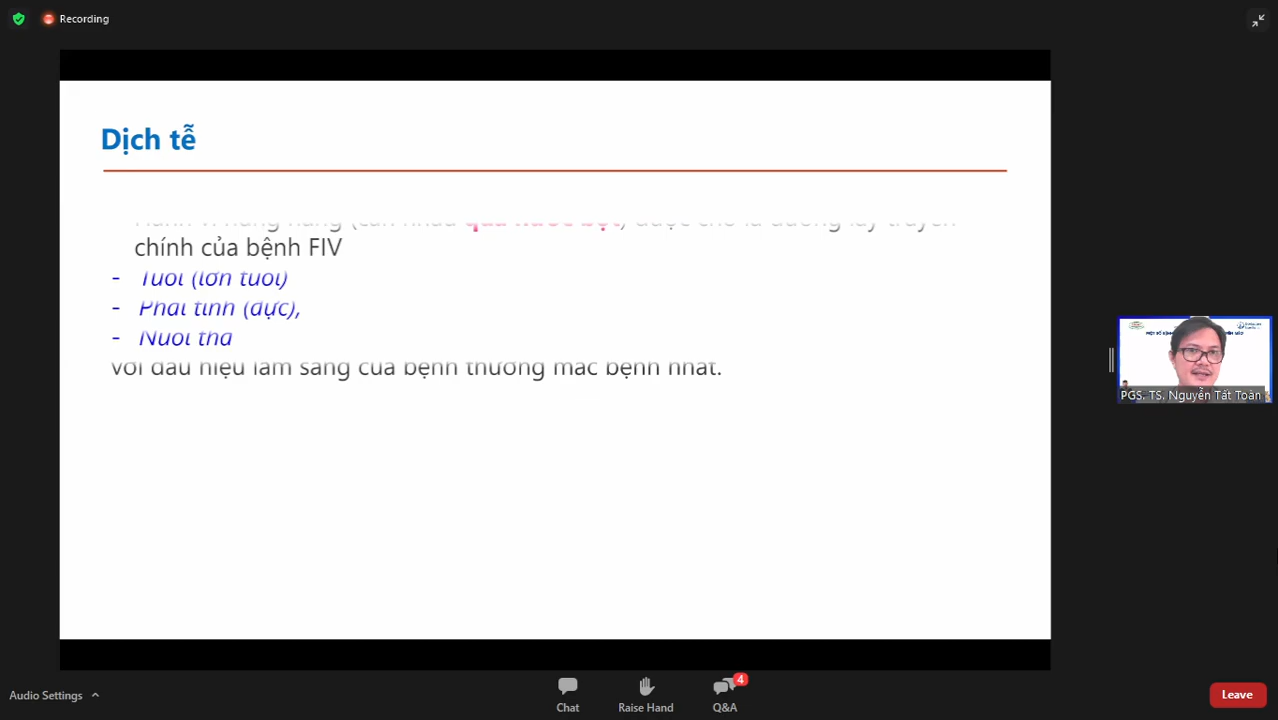 Recording
Dịch tễ
chính của bệnh FIV
- Tuổi (lớn tuổi)
- Phái tính (đực),
- Nuôi thả
với dấu hiệu lâm sàng của bệnh thường mắc bệnh nhất.
PGS. TS. Nguyễn Tất Toàn
Audio Settings
Chat
Raise Hand
4
Q&A
Leave